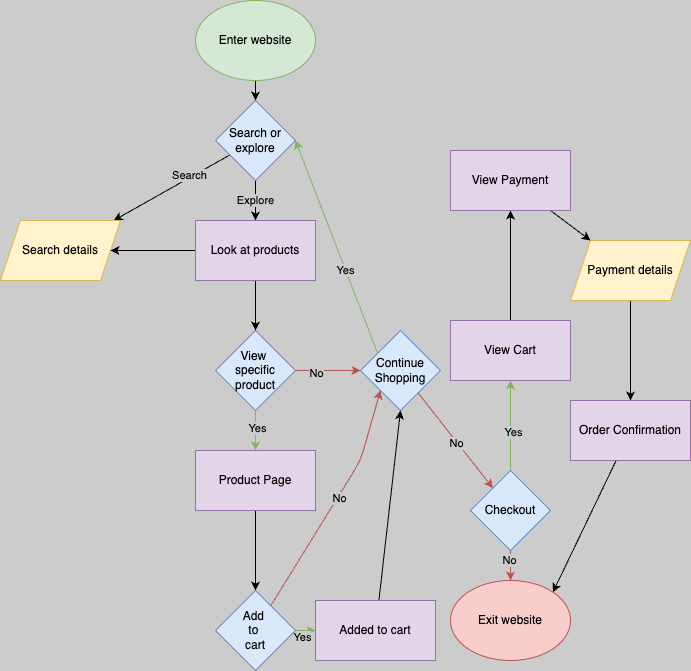 Enter website
Search or
explore
Search
Explore
View Payment
Search details
Look at products
Payment details
Yes
View
specific
product
No
Continue
Shopping
View Cart
Yes
No
Yes
Order Confirmation
Product Page
No
Checkout
No
Add
to
cart
Yes
Added to cart
Exit website